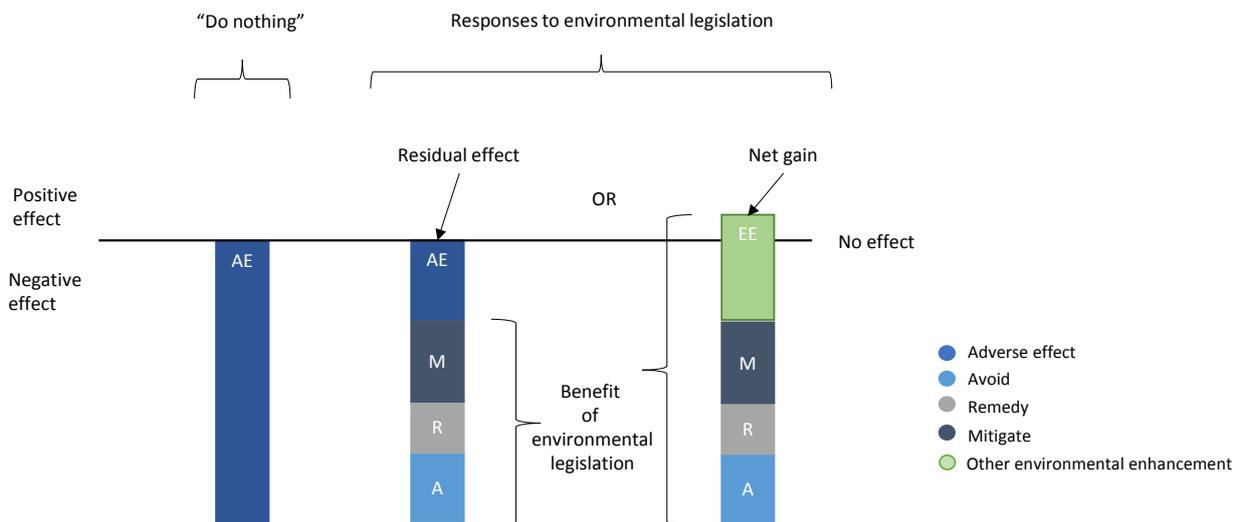 “Do nothing”
Responses to environmental legislation
Residual effect
Net gain
Positive
effect
OR
No effect
Negative
effect
AE
AE
EE
M
M
R
R
A
A
Benefit
of
environmental
legislation
Adverse effect
Avoid
Remedy
Mitigate
Other environmental enhancement